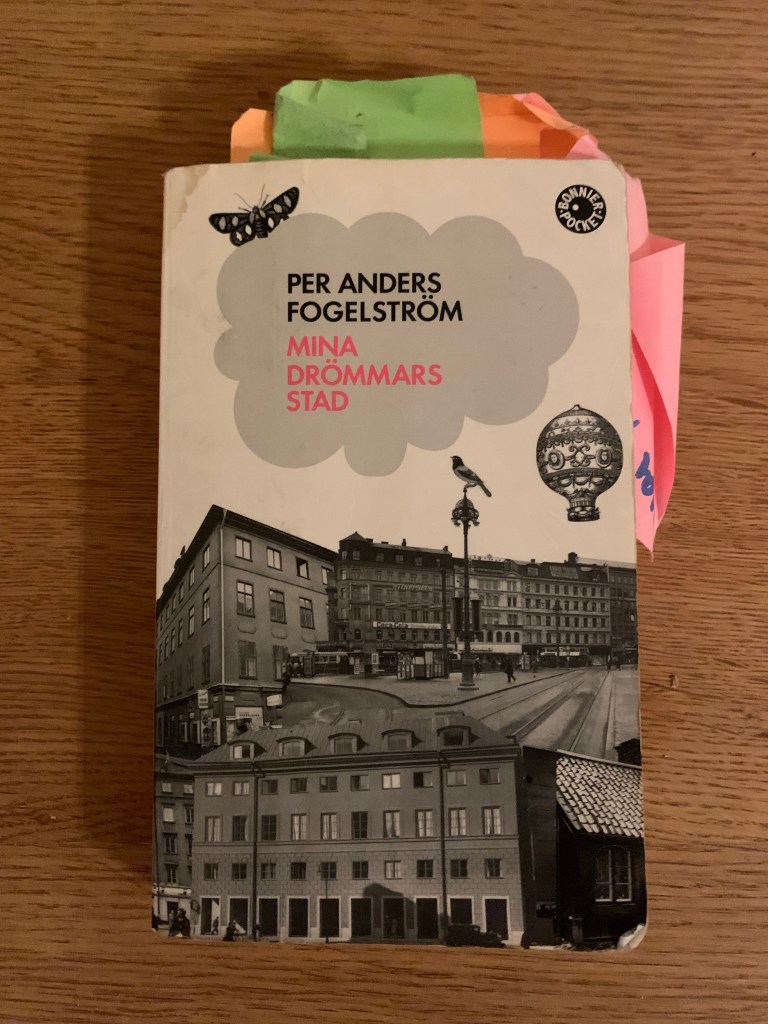 BONNIER
POCKET
PER ANDERS
FOGELSTRÖM
MINA
DRÖMMARS
STAD